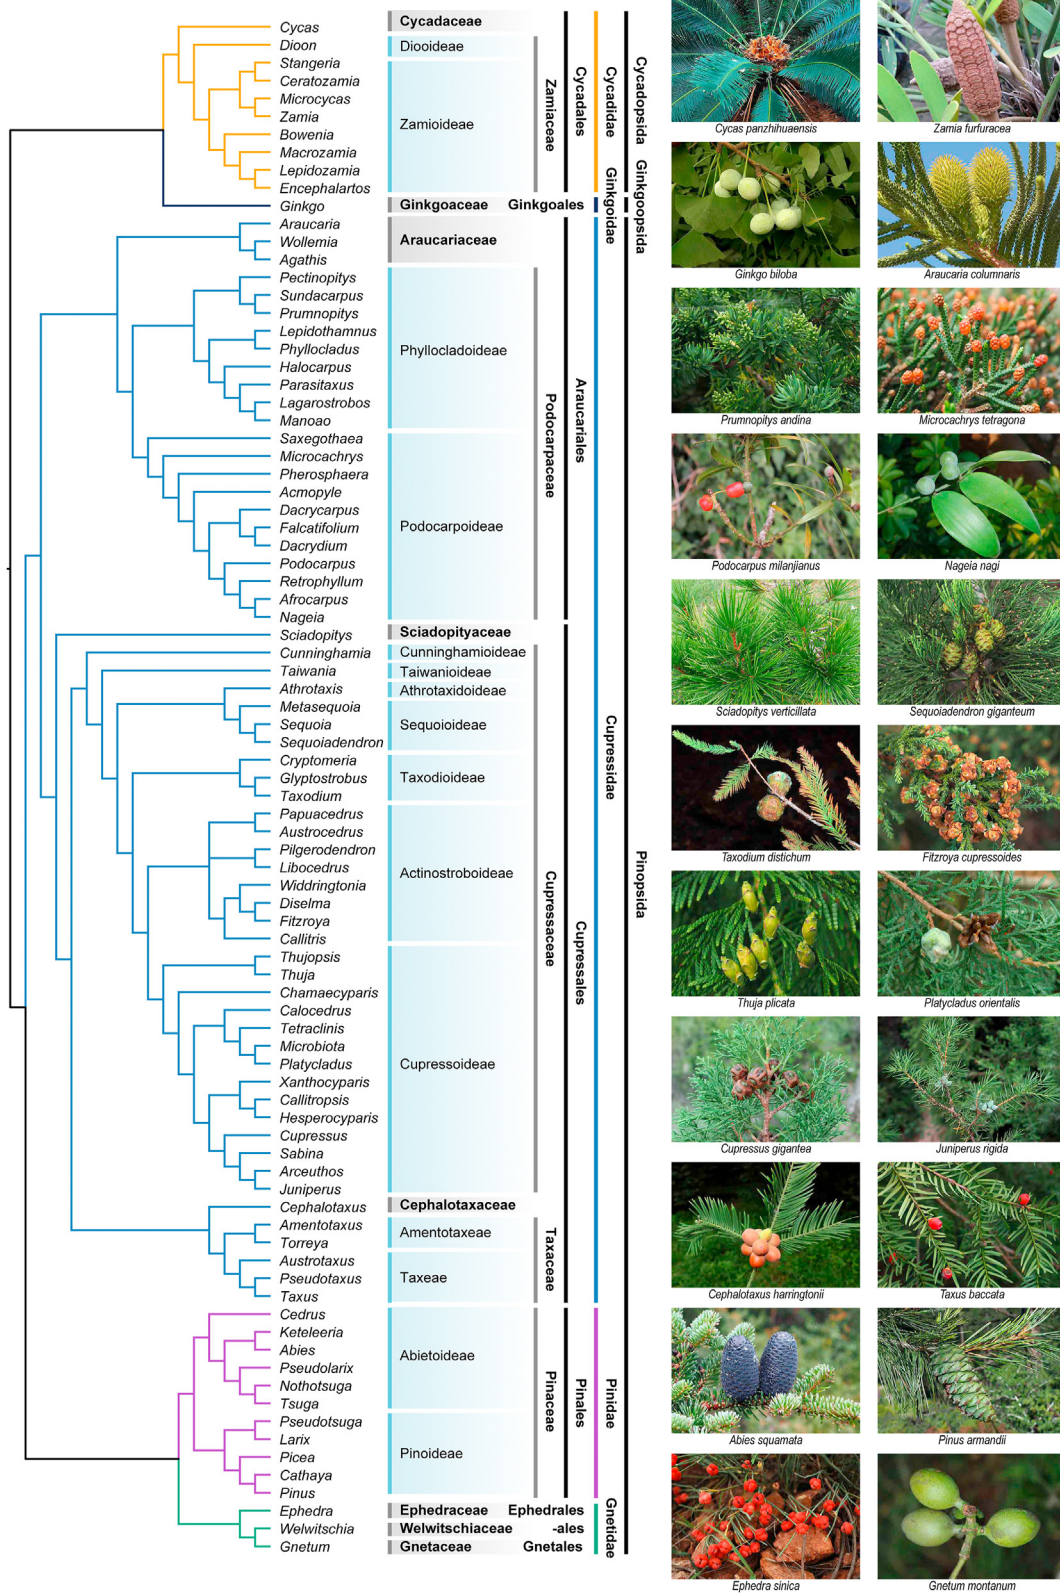 Cycas
Dioon
Stangeria
Ceratozamia
Microcycas
Zamia
Bowenia
Macrozamia
Lepidozamia
Encephalartos
Ginkgo
Araucaria
Wollemia
Agathis
Pectinopitys
Sundacarpus
Prumnopitys
Lepidothamnus
Phyllocladus
Halocarpus
Parasitaxus
Lagarostrobos
Manoao
Saxegothaea
Microcachrys
Pherosphaera
Acmopyle
Dacrycarpus
Falcatifolium
Dacrydium
Podocarpus
Retrophyllum
Afrocarpus
Nageia
Sciadopitys
Cunninghamia
Taiwania
Athrotaxis
Metasequoia
Sequoia
Sequoiadendron
Cryptomeria
Glyptostrobus
Taxodium
Papuacedrus
Austrocedrus
Pilgerodendron
Libocedrus
Widdringtonia
Diselma
Fitzroya
Callitris
Thujopsis
Thuja
Chamaecyparis
Calocedrus
Tetraclinis
Microbiota
Platycladus
Xanthocyparis
Callitropsis
Hesperocyparis
Cupressus
Sabina
Arceuthos
Juniperus
Cephalotaxus
Amentotaxus
Torreya
Austrotaxus
Pseudotaxus
Taxus
Cedrus
Keteleeria
Abies
Pseudolarix
Nothotsuga
Tsuga
Pseudotsuga
Larix
Picea
Cathaya
Pinus
Ephedra
Welwitschia
Gnetum
Cycadaceae
Diooideae
Zamioideae
Ginkgoaceae
Araucariaceae
Phyllocladoideae
Podocarpoideae
Sciadopityaceae
Cunninghamioideae
Taiwanioideae
Athrotaxidoideae
Sequoioideae
Taxodioideae
Actinostroboideae
Cupressoideae
Cephalotaxaceae
Amentotaxeae
Taxeae
Abietoideae
Pinoideae
Ephedraceae
Welwitschiaceae
Gnetaceae
Zamiaceae
Podocarpaceae
Cupressaceae
Taxaceae
Pinaceae
Cycadales
Ginkgoales
Araucariales
Cupressales
Pinales
Ephedrales
-ales
Gnetales
Cycadidae
Ginkgoidae
Cupressidae
Pinidae
Gnetidae
Cycadopsida
Ginkgoopsida
Pinopsida
Cycas panzhihuaensis
Zamia furfuracea
Ginkgo biloba
Araucaria columnaris
Prumnopitys andina
Microcachrys tetragona
Podocarpus milanjianus
Nageia nagi
Sciadopitys verticillata
Sequoiadendron giganteum
Taxodium distichum
Fitzroya cupressoides
Thuja plicata
Platycladus orientalis
Cupressus gigantea
Juniperus rigida
Cephalotaxus harringtonii
Taxus baccata
Abies squamata
Pinus armandii
Ephedra sinica
Gnetum montanum